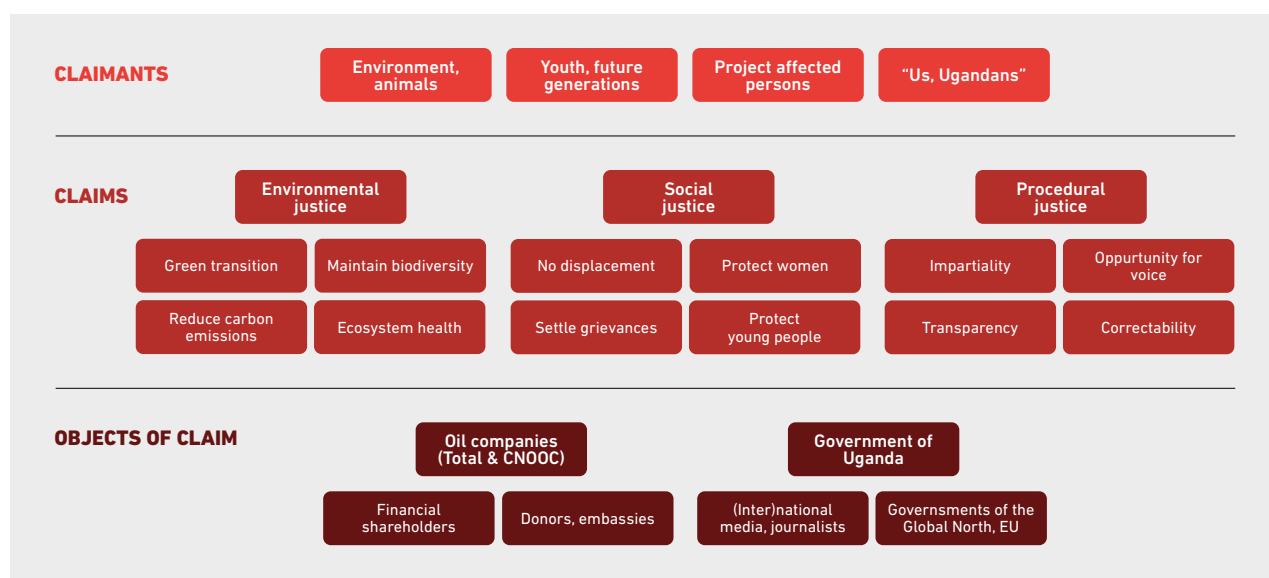 CLAIMANTS
Environment,
animals
Youth, future
generations
Project affected
persons
“Us, Ugandans”
CLAIMS
Environmental
justice
Green transition
Maintain biodiversity
Reduce carbon
emissions
Ecosystem health
Social
justice
No displacement
Protect women
Settle grievances
Protect
young people
Procedural
justice
Impartiality
Oppurtunity for
voice
Transparency
Correctability
OBJECTS OF CLAIM
Oil companies
(Total & CNOOC)
Government of
Uganda
Financial
shareholders
Donors, embassies
(Inter)national
media, journalists
Governsments of the
Global North, EU